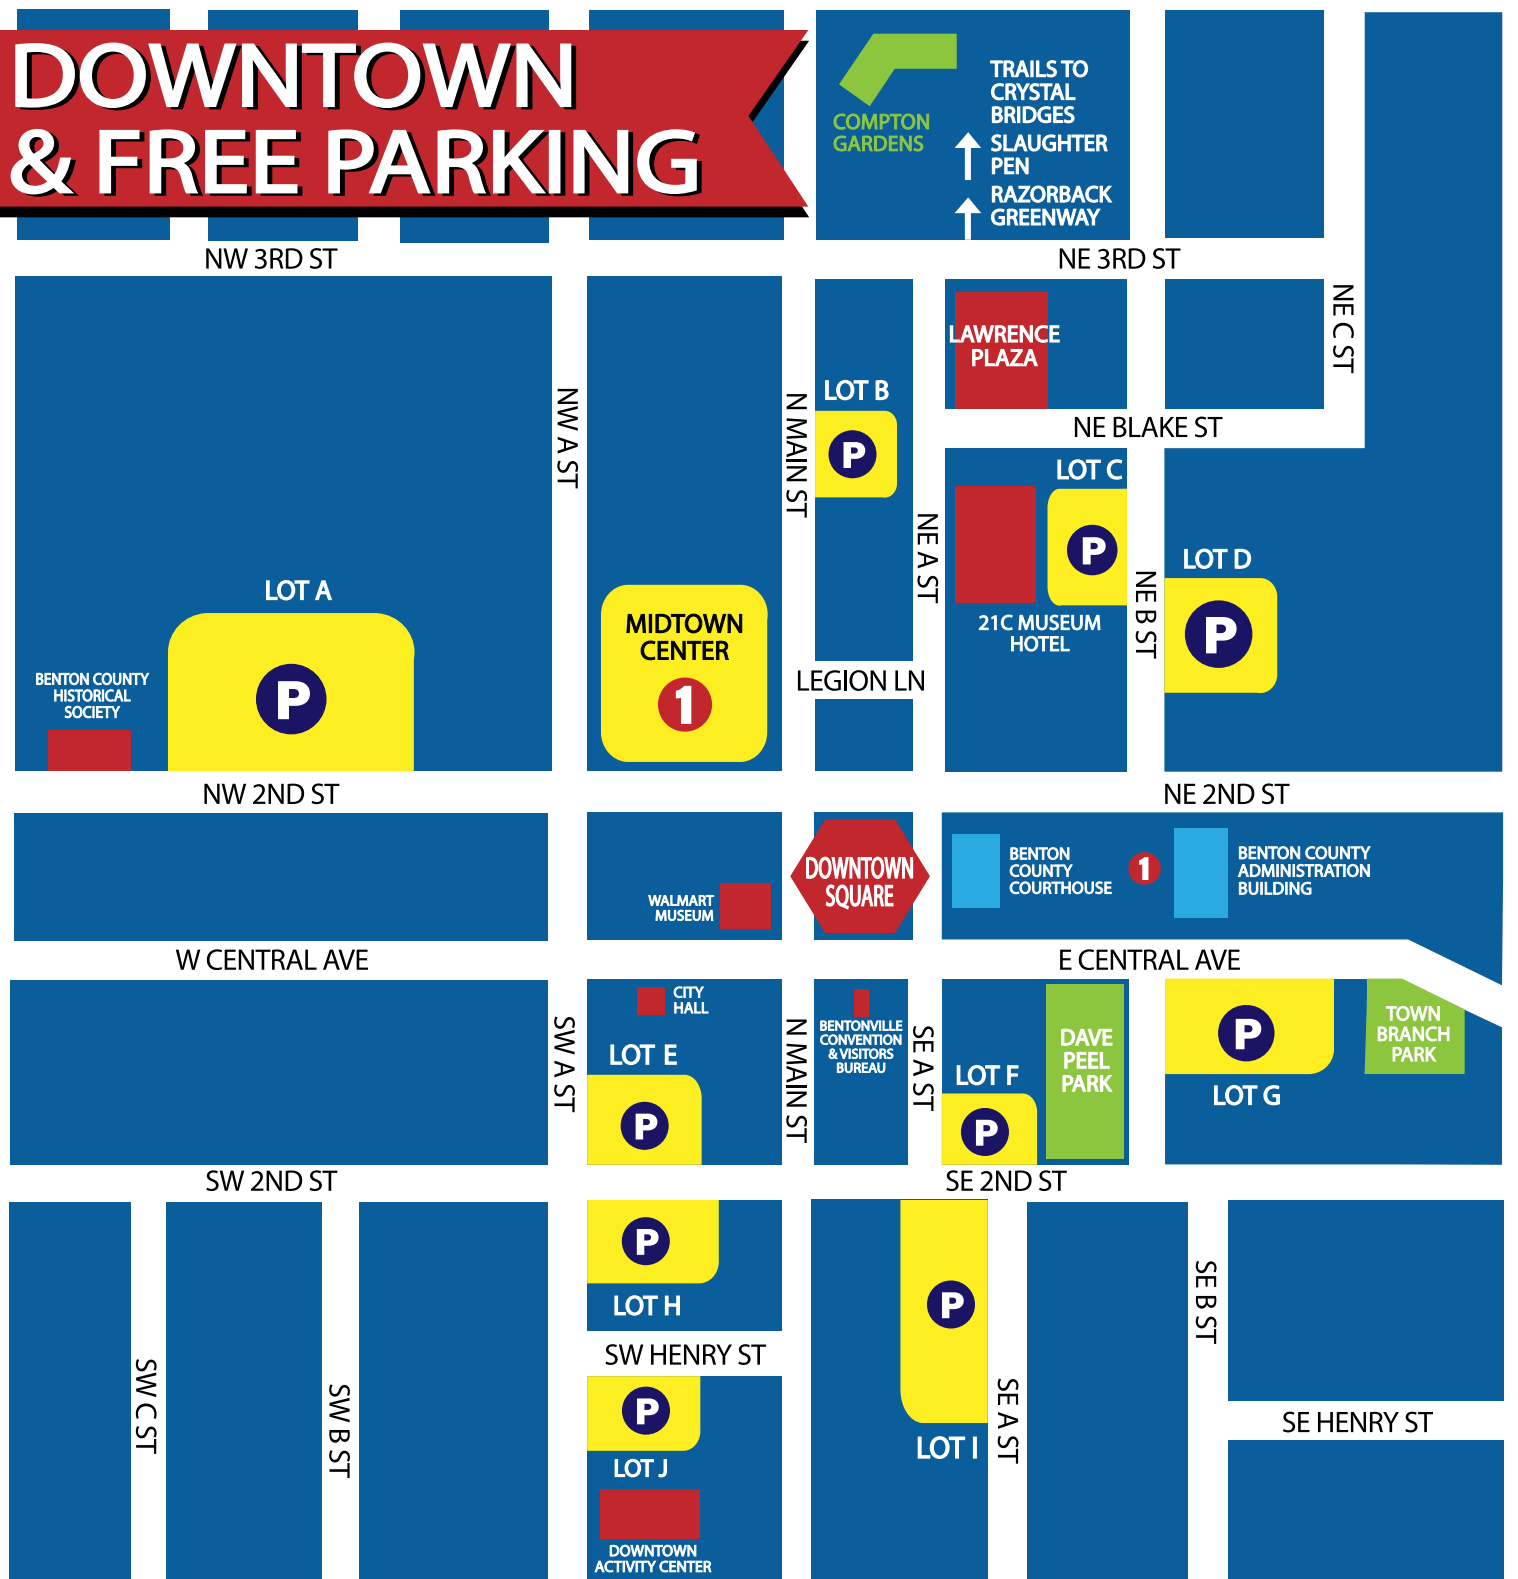 DOWNTOWN
& FREE PARKING
COMPTON
GARDENS
TRAILS TO
CRYSTAL
BRIDGES
SLAUGHTER
PEN
RAZORBACK
GREENWAY
NW 3RD ST
NE 3RD ST
NE C ST
LAWRENCE
PLAZA
LOT B
P
NW A ST
N MAIN ST
NE BLAKE ST
LOT C
P
NE A ST
21C MUSEUM
HOTEL
NE B ST
LOT D
P
LOT A
P
BENTON COUNTY
HISTORICAL
SOCIETY
MIDTOWN
CENTER
1
LEGION LN
NW 2ND ST
NE 2ND ST
WALMART
MUSEUM
DOWNTOWN
SQUARE
BENTON
COUNTY
COURTHOUSE
1
BENTON COUNTY
ADMINISTRATION
BUILDING
W CENTRAL AVE
E CENTRAL AVE
SW A ST
CITY
HALL
LOT E
P
N MAIN ST
BENTONVILLE
CONVENTION
& VISITORS
BUREAU
SE A ST
LOT F
P
DAVE
PEEL
PARK
P
LOT G
TOWN
BRANCH
PARK
SW 2ND ST
SE 2ND ST
P
LOT H
SW HENRY ST
P
LOT J
DOWNTOWN
ACTIVITY CENTER
SW C ST
SW B ST
P
LOT I
SE A ST
SE B ST
SE HENRY ST